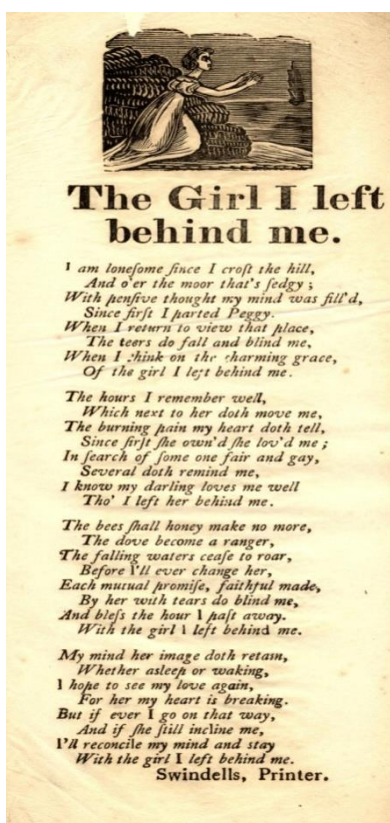 The Girl I left
behind me.
I am loneſome ſince I croſt the hill,
And o'er the moor that's ſedgy ;
With penſive thought my mind was fill'd,
Since firſt I parted Peggy.
When I return to view that place,
The teers do fall and blind me,
When I think on the charming grace,
Of the girl I left behind me.
The hours I remember well,
Which next to her doth move me,
The burning pain my heart doth tell,
Since firſt ſhe own'd ſhe lov'd me ;
In ſearch of ſome one fair and gay,
Several doth remind me,
I know my darling loves me well
Tho' I left her behind me.
The bees ſhall honey make no more,
The dove become a ranger,
The falling waters ceaſe to roar,
Before I'll ever change her,
Each mutual promiſe, faithful made,
By her with tears do blind me,
And bleſs the hour I paſt away.
With the girl I left behind me.
My mind her image doth retain,
Whether asleep or waking,
I hope to see my love again,
For her my heart is breaking.
But if ever I go on that way,
And if ſhe ſtill incline me,
I'll reconcile my mind and stay
With the girl I left behind me.
Swindells, Printer.